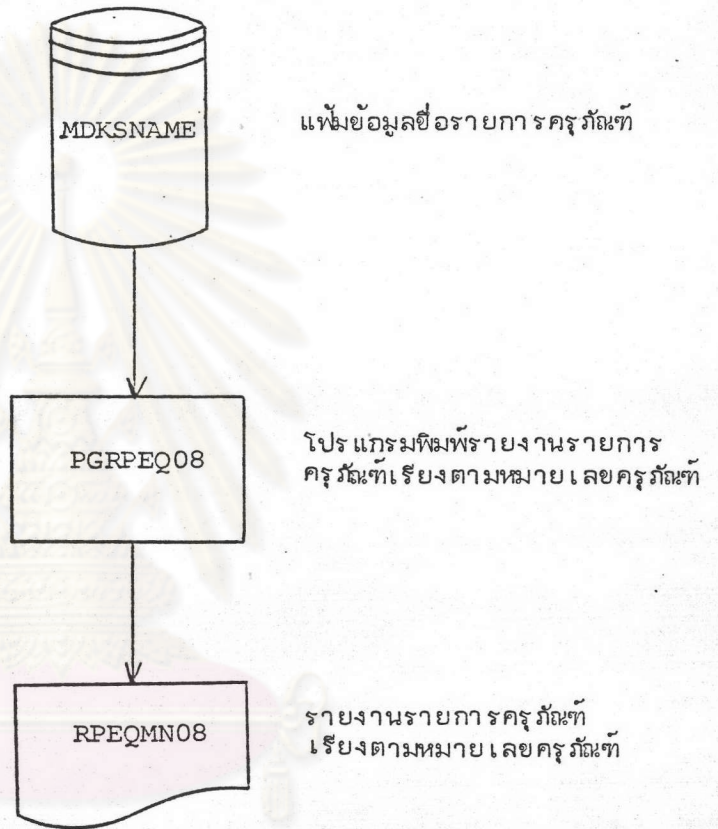 MDKSNAME
แฟ้มข้อมูลชื่อรายการครุภัณฑ์
PGRPEQ08
โปรแกรมพิมพ์รายงานรายการ
ครุภัณฑ์เรียงตามหมายเลขครุภัณฑ์
RPEQMN08
รายงานรายการครุภัณฑ์
เรียงตามหมายเลขครุภัณฑ์